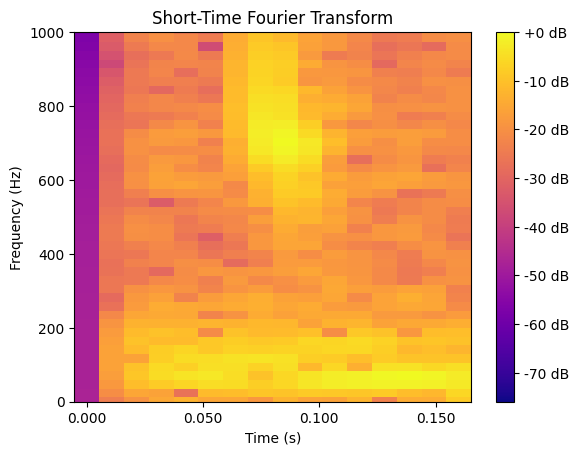 Short-Time Fourier Transform
1000
800
600
400
200
0
Frequency (Hz)
0.000
0.050
0.100
0.150
Time (s)
+0 dB
-10 dB
-20 dB
-30 dB
-40 dB
-50 dB
-60 dB
-70 dB